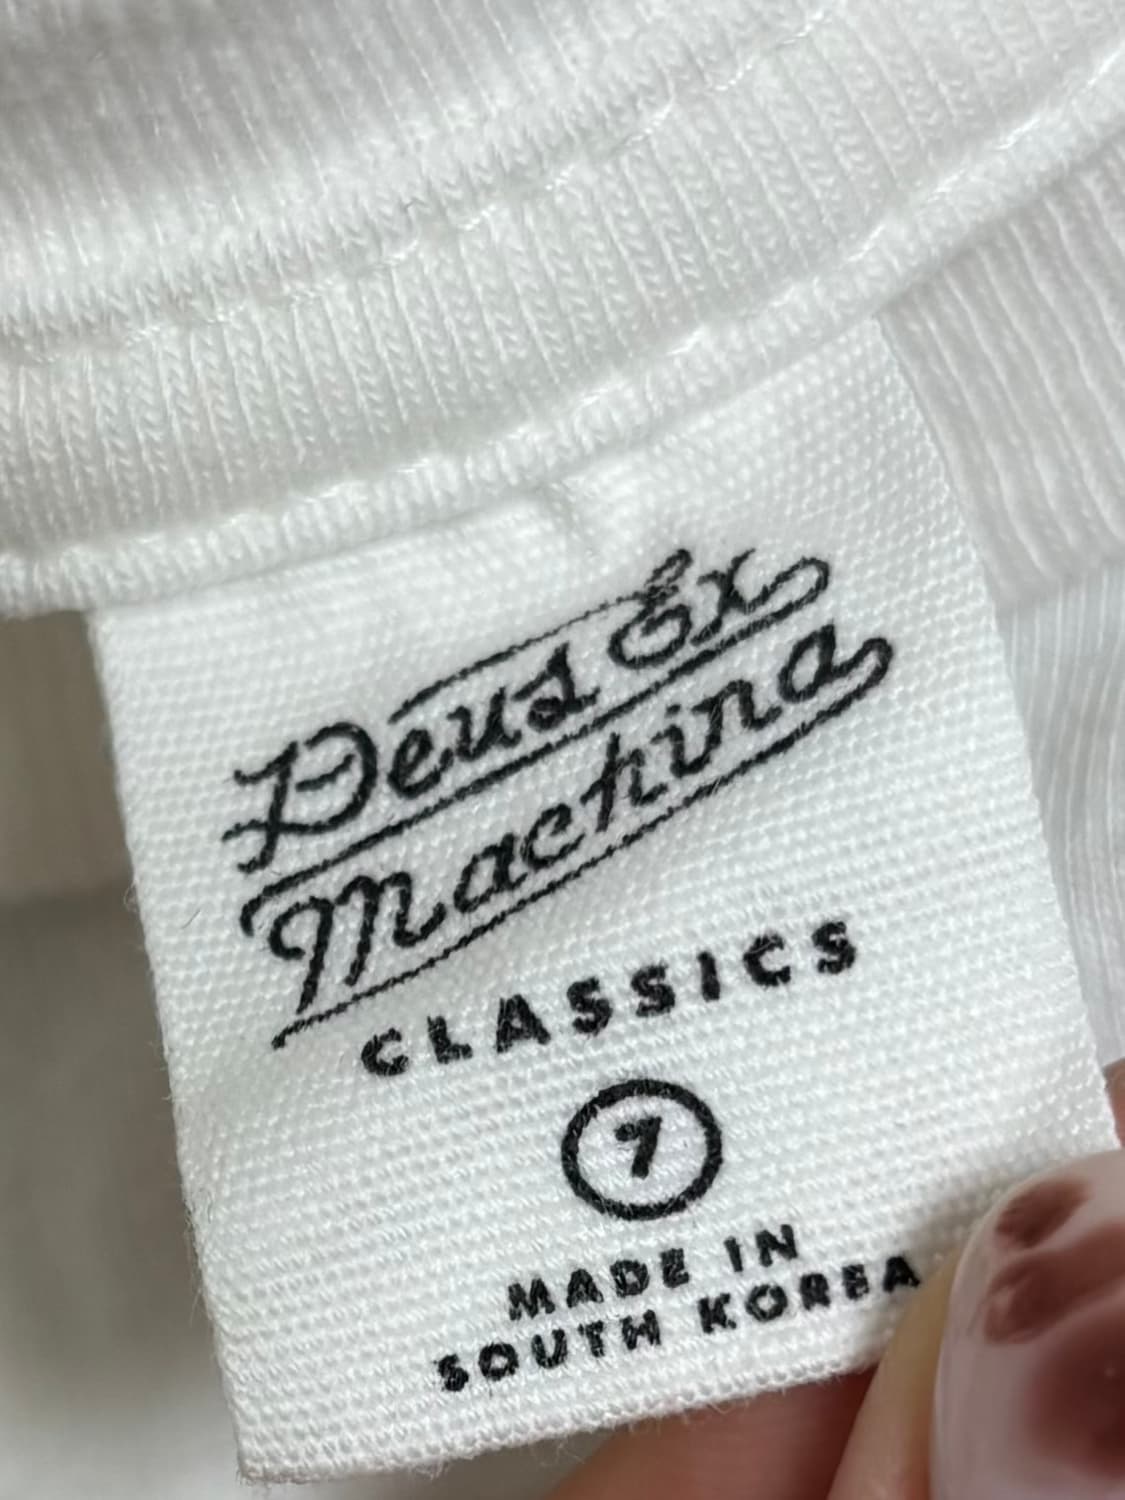 Deus Ex
Machina
CLASSICS
7
MADE IN
SOUTH KOREA